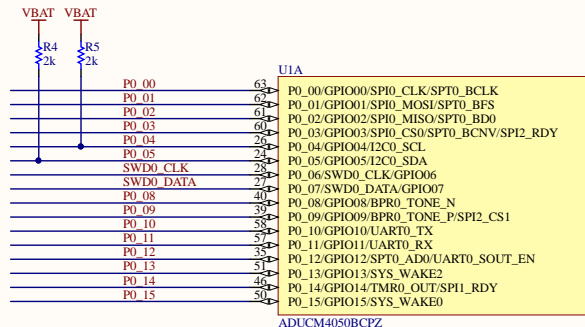 VBAT VBAT
R4 R5
2k 2k
U1A
P0_00 63 P0_00/GPIO00/SPI0_CLK/SPT0_BCLK
P0_01 62 P0_01/GPIO01/SPI0_MOSI/SPT0_BFS
P0_02 61 P0_02/GPIO02/SPI0_MISO/SPT0_BD0
P0_03 60 P0_03/GPIO03/SPI0_CS0/SPT0_BCNV/SPI2_RDY
P0_04 26 P0_04/GPIO04/I2C0_SCL
P0_05 24 P0_05/GPIO05/I2C0_SDA
SWD0_CLK 28 P0_06/SWD0_CLK/GPIO06
SWD0_DATA 27 P0_07/SWD0_DATA/GPIO07
P0_08 40 P0_08/GPIO08/BPR0_TONE_N
P0_09 39 P0_09/GPIO09/BPR0_TONE_P/SPI2_CS1
P0_10 58 P0_10/GPIO10/UART0_TX
P0_11 57 P0_11/GPIO11/UART0_RX
P0_12 35 P0_12/GPIO12/SPT0_AD0/UART0_SOUT_EN
P0_13 51 P0_13/GPIO13/SYS_WAKE2
P0_14 46 P0_14/GPIO14/TMR0_OUT/SPI1_RDY
P0_15 50 P0_15/GPIO15/SYS_WAKE0
ADUCM4050BCPZ